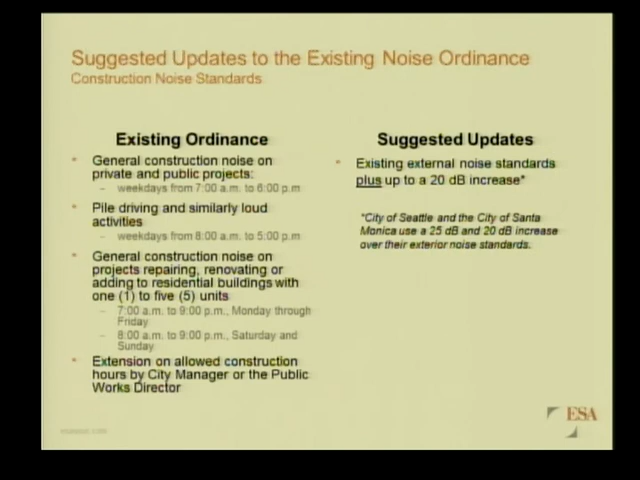 Suggested Updates to the Existing Noise Ordinance
Construction Noise Standards
Existing Ordinance
General construction noise on
private and public projects:
– weekdays from 7:00 a.m. to 6:00 p.m
Pile driving and similarly loud
activities
– weekdays from 8:00 a.m. to 5:00 p.m
General construction noise on
projects repairing, renovating or
adding to residential buildings with
one (1) to five (5) units
– 7:00 a.m. to 9:00 p.m., Monday through
Friday
– 8:00 a.m. to 9:00 p.m., Saturday and
Sunday
Extension on allowed construction
hours by City Manager or the Public
Works Director
Suggested Updates
Existing external noise standards
plus up to a 20 dB increase*
*City of Seattle and the City of Santa
Monica use a 25 dB and 20 dB increase
over their exterior noise standards.
ESA